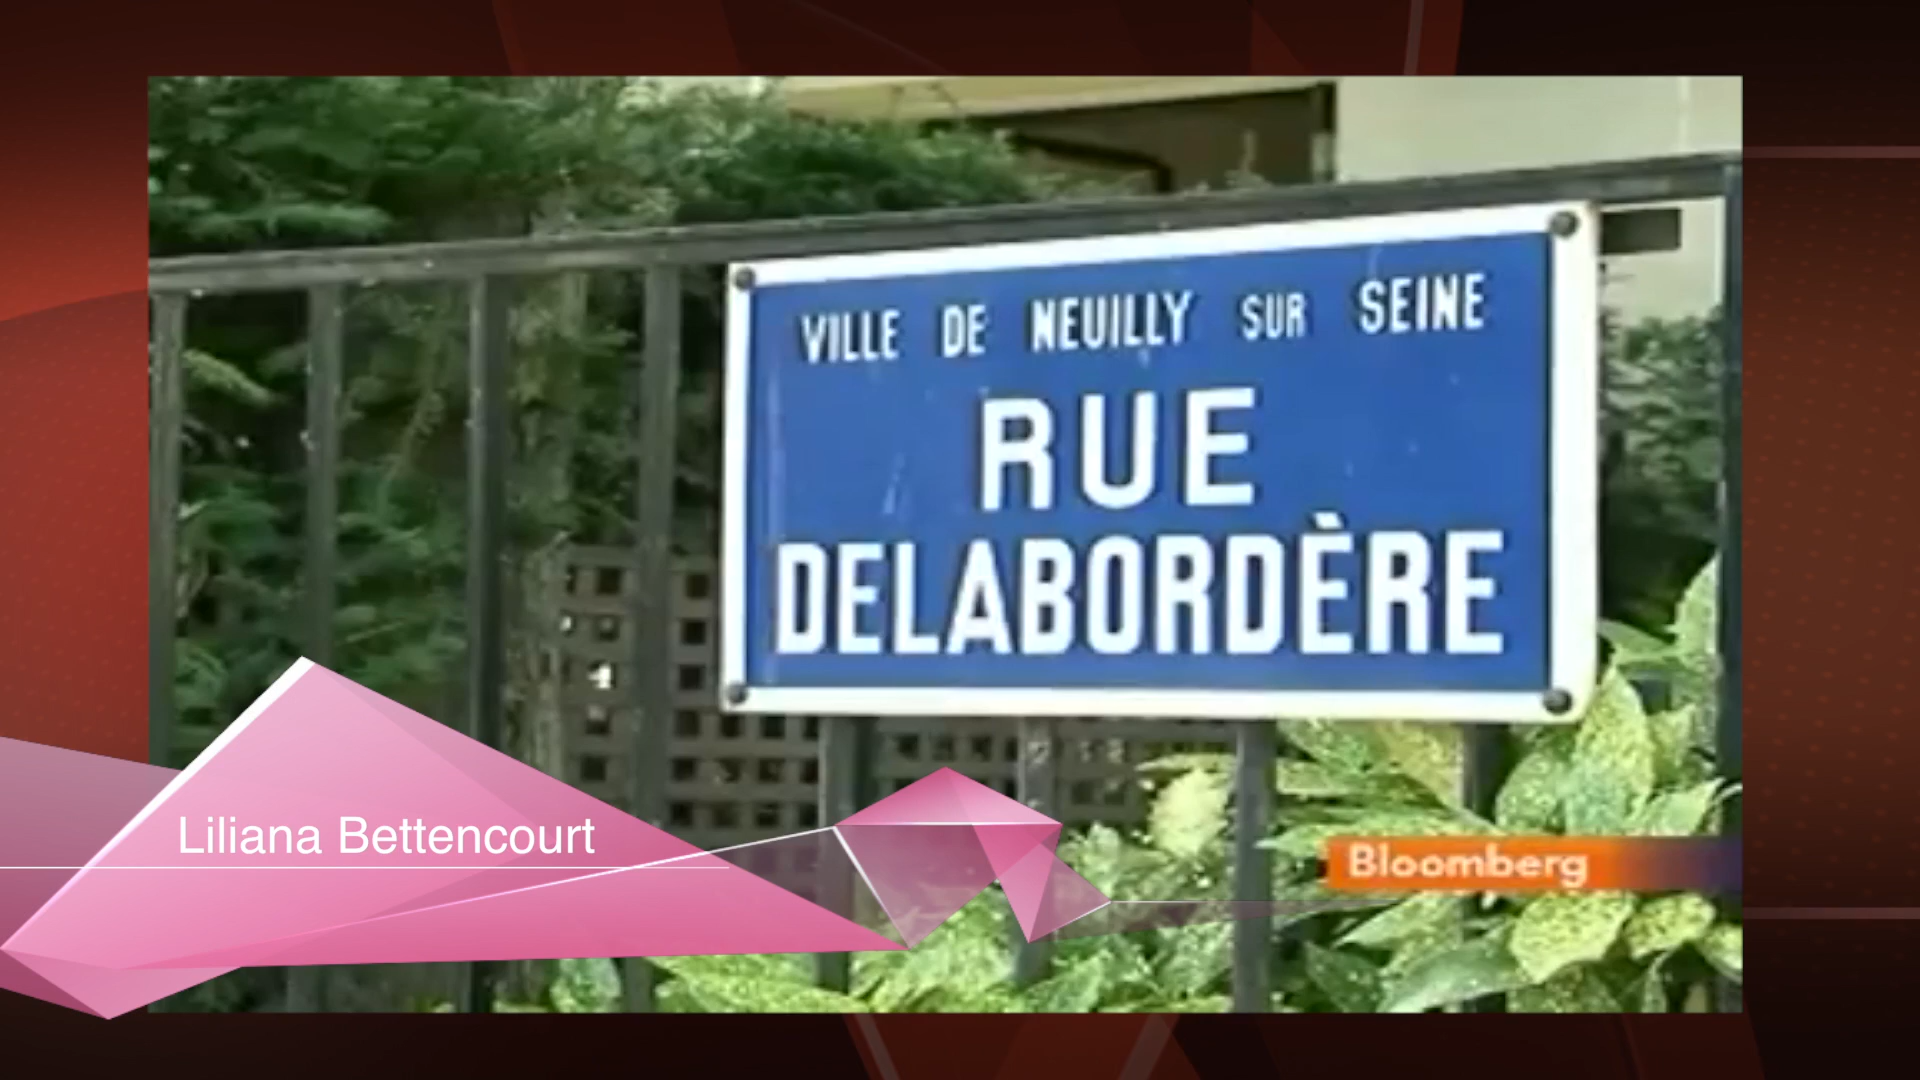 VILLE DE NEUILLY SUR SEINE
RUE
DELABORDÈRE
Liliana Bettencourt
Bloomberg